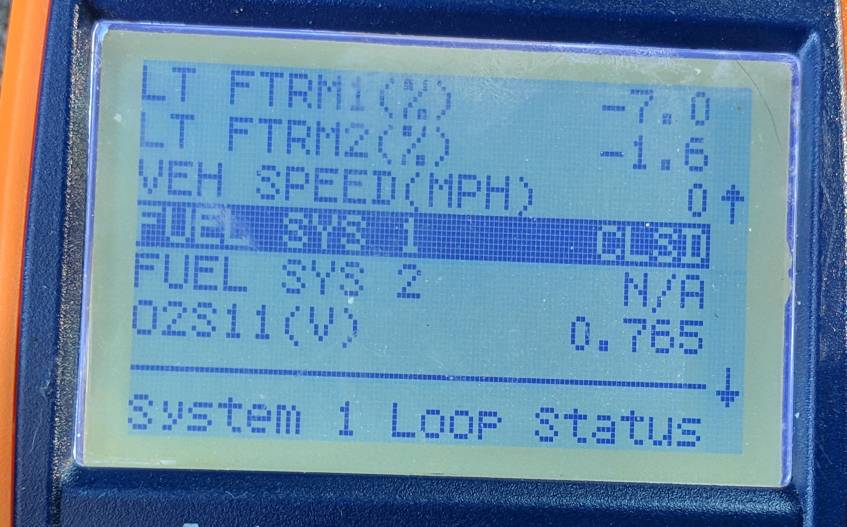 LT FTRM1(%) -7.0
LT FTRM2(%) -1.6
VEH SPEED(MPH) 0↑
FUEL SYS 1 CLSD
FUEL SYS 2 N/A
O2S11(V) 0.765
↓
System 1 Loop Status